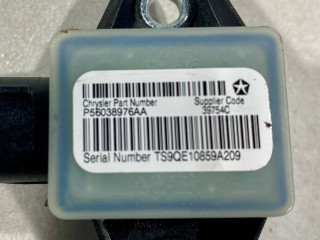 Chrysler Part Number Supplier Code
P56038976AA 39754C
Serial Number TS9QE10859A209